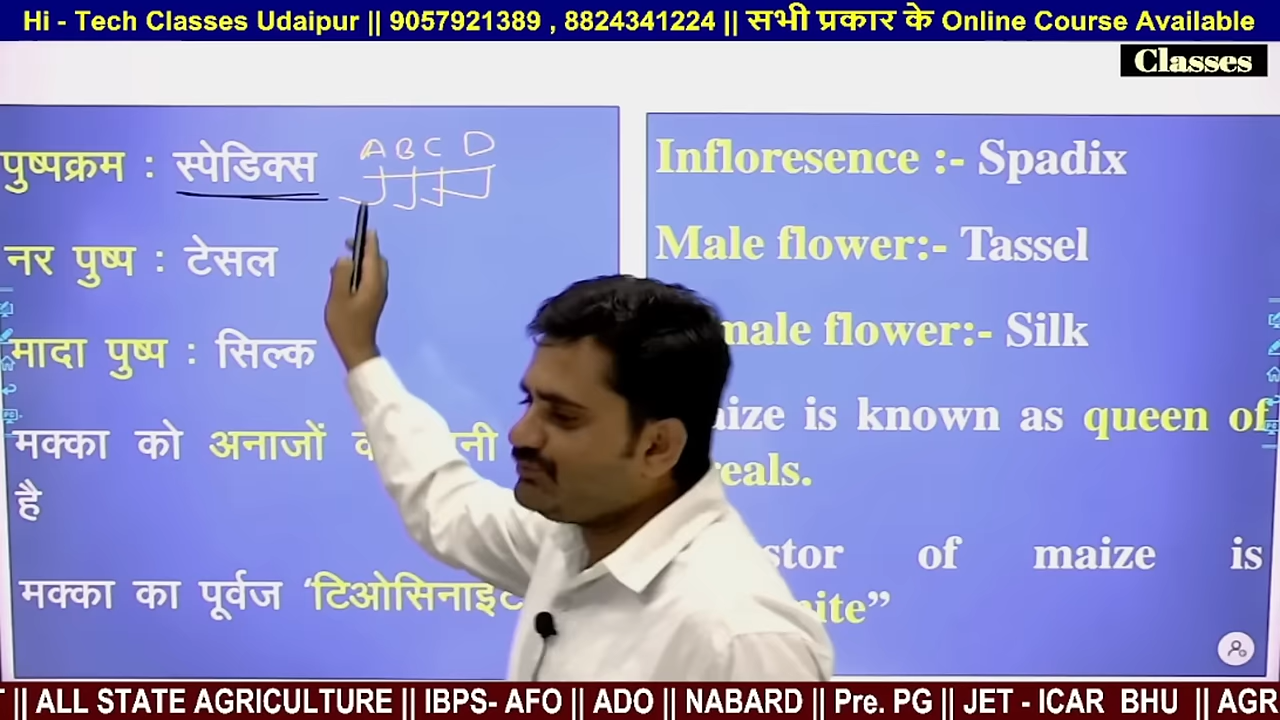 Hi - Tech Classes Udaipur || 9057921389 , 8824341224 || सभी प्रकार के Online Course Available
Classes
पुष्पक्रम : स्पेडिक्स
A B C D
नर पुष्प : टेसल
मादा पुष्प : सिल्क
मक्का को अनाजों
है
मक्का का पूर्वज ‘टिओसिनाइट
Infloresence :- Spadix
Male flower:- Tassel
male flower:- Silk
aize is known as queen of
reals.
stor of maize is
nite”
|| ALL STATE AGRICULTURE || IBPS- AFO || ADO || NABARD || Pre. PG || JET - ICAR BHU || AGR